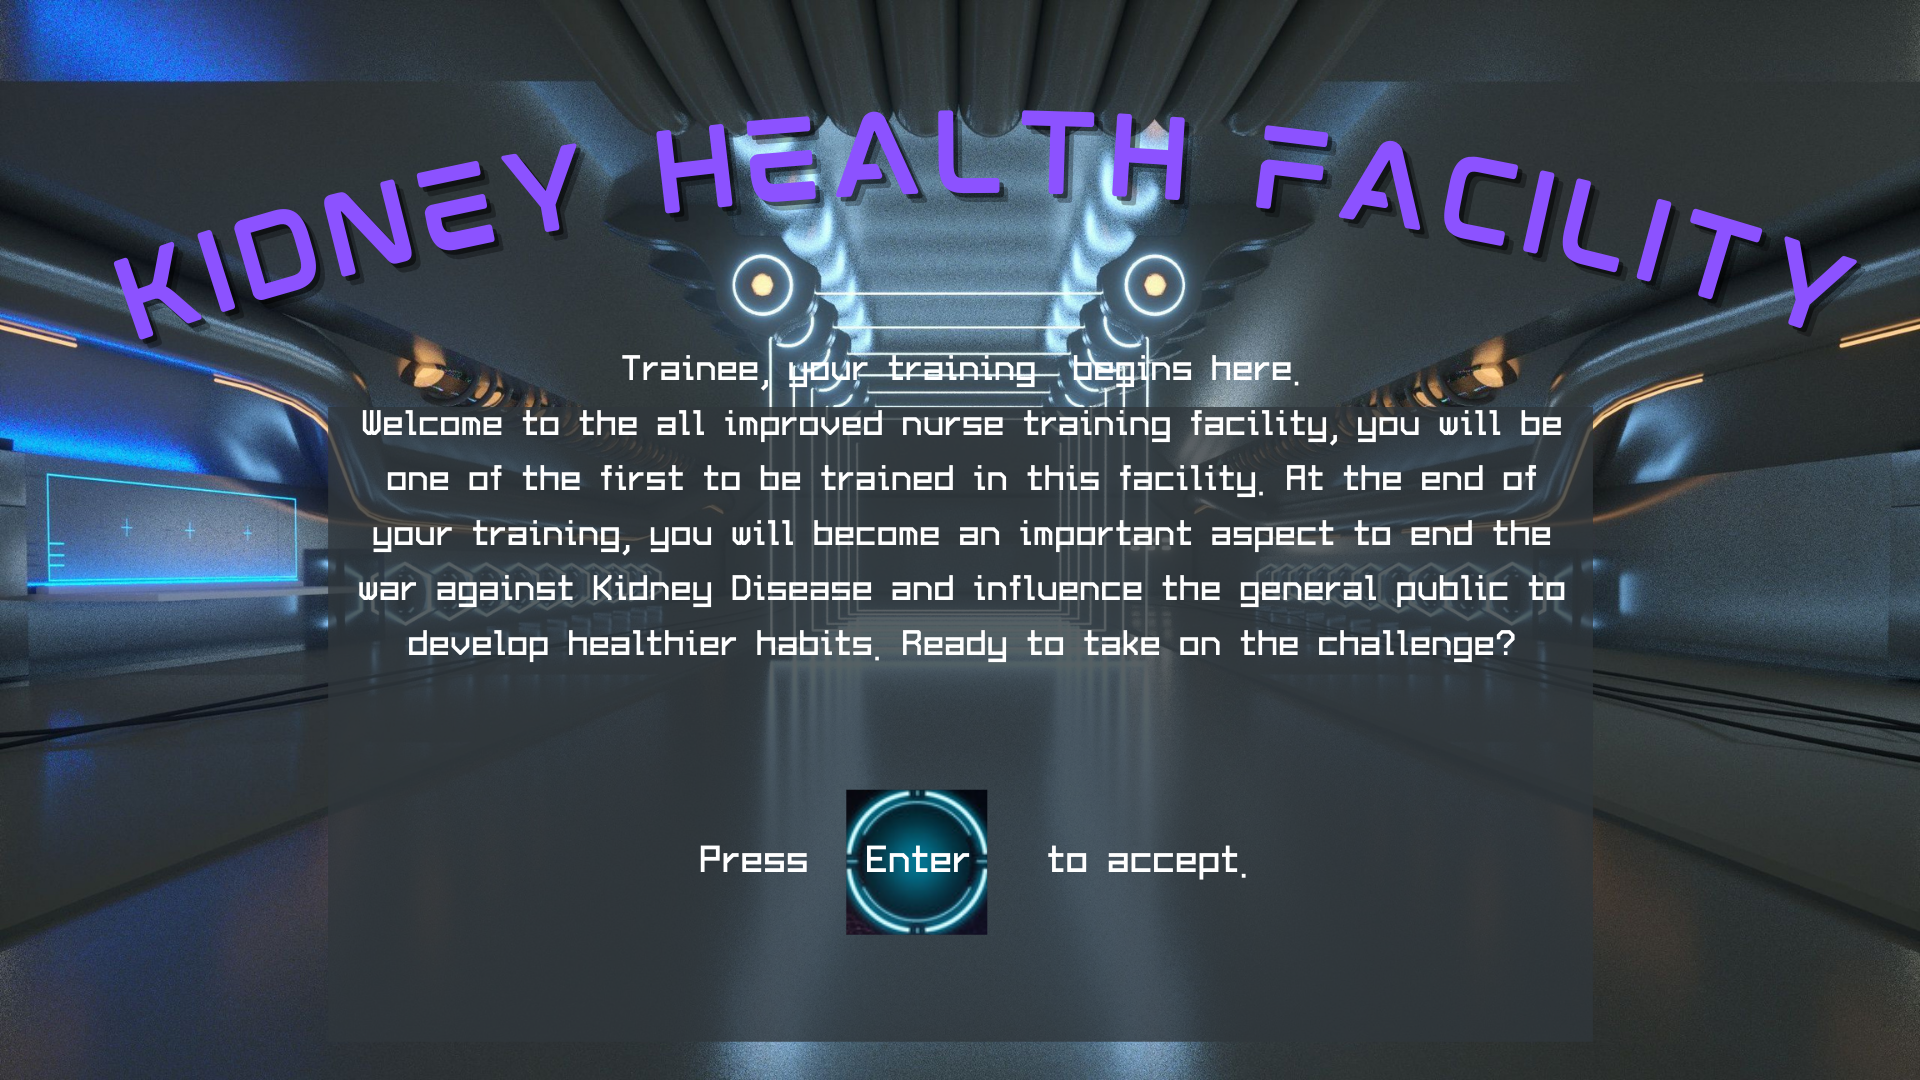 KIDNEY HEALTH FACILITY
Trainee, your training begins here.
Welcome to the all improved nurse training facility, you will be
one of the first to be trained in this facility. At the end of
your training, you will become an important aspect to end the
war against Kidney Disease and influence the general public to
develop healthier habits. Ready to take on the challenge?
Press Enter to accept.